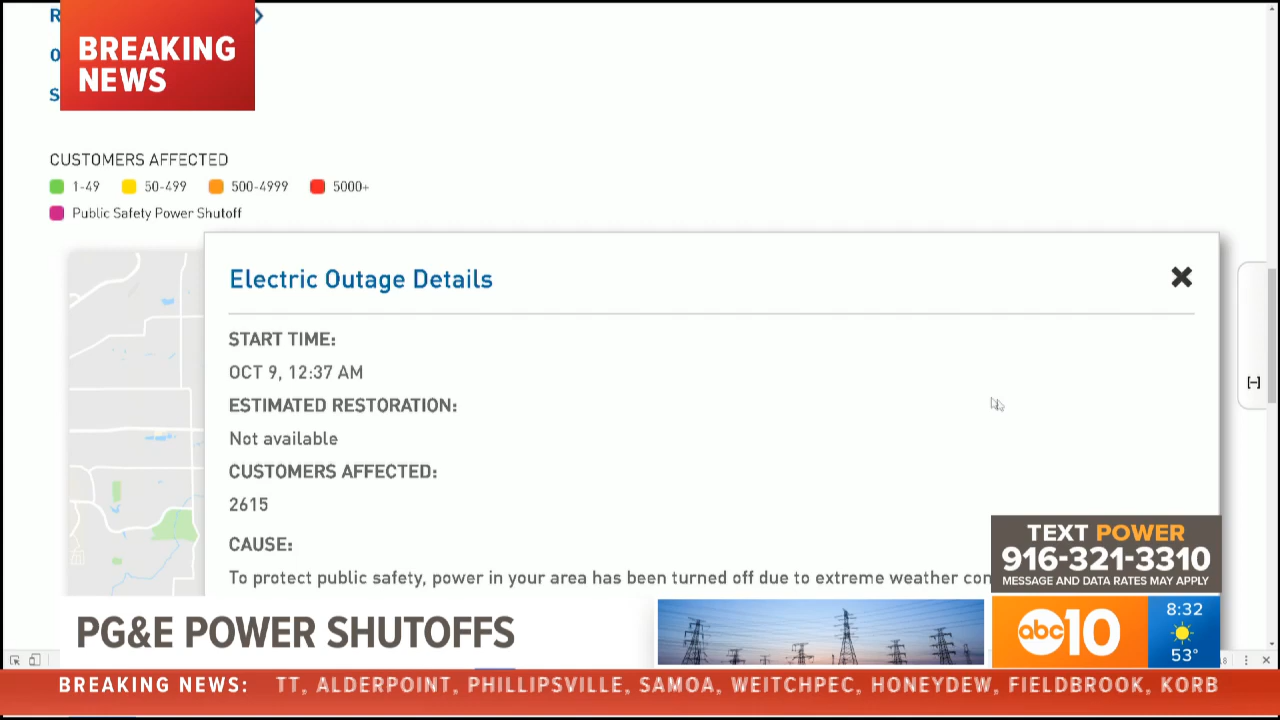 BREAKING
NEWS
CUSTOMERS AFFECTED
1-49 50-499 500-4999 5000+
Public Safety Power Shutoff
Electric Outage Details
START TIME:
OCT 9, 12:37 AM
ESTIMATED RESTORATION:
Not available
CUSTOMERS AFFECTED:
2615
CAUSE:
To protect public safety, power in your area has been turned off due to extreme weather con
TEXT POWER
916-321-3310
MESSAGE AND DATA RATES MAY APPLY
PG&E POWER SHUTOFFS
abc10
8:32
53°
BREAKING NEWS: TT, ALDERPOINT, PHILLIPSVILLE, SAMOA, WEITCHPEC, HONEYDEW, FIELDBROOK, KORB